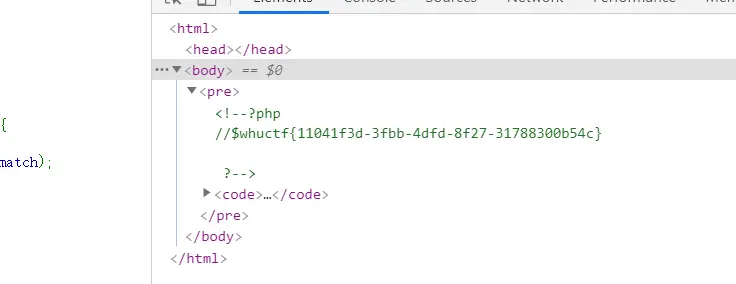 Elements Console Sources Network Performance Mem
<html>
<head></head>
<body> == $0
<pre>
<!--?php
//$whuctf{11041f3d-3fbb-4dfd-8f27-31788300b54c}
{
match);
?-->
<code>…</code>
</pre>
</body>
</html>